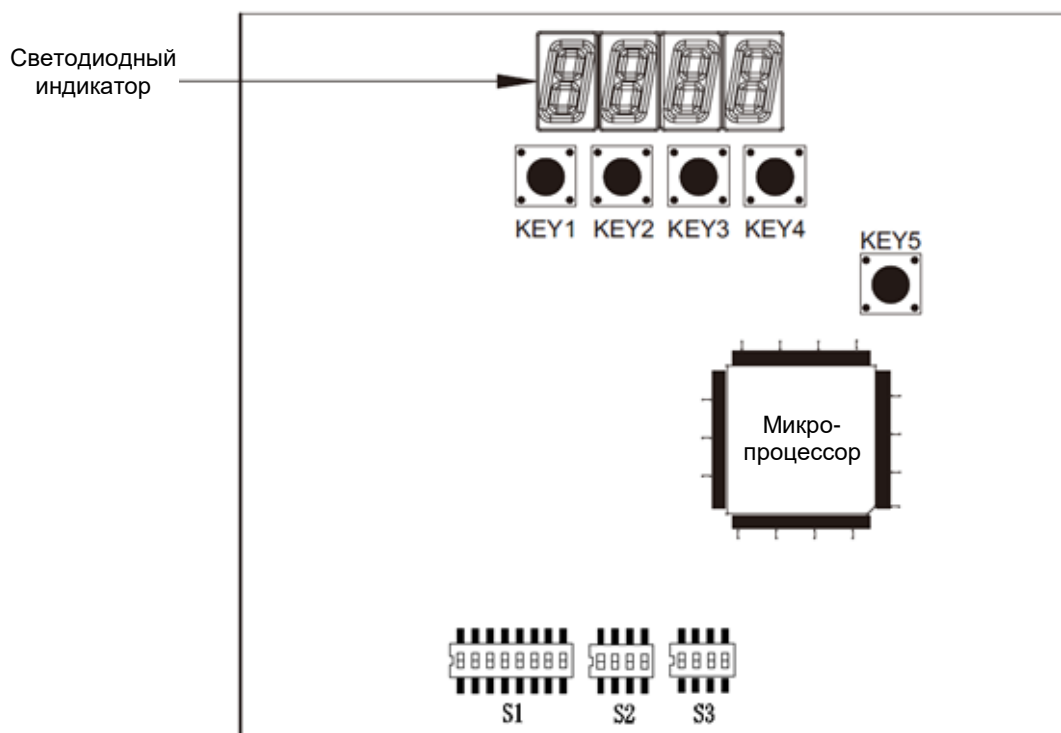 Светодиодный
индикатор
KEY1 KEY2 KEY3 KEY4
KEY5
Микро-
процессор
S1 S2 S3